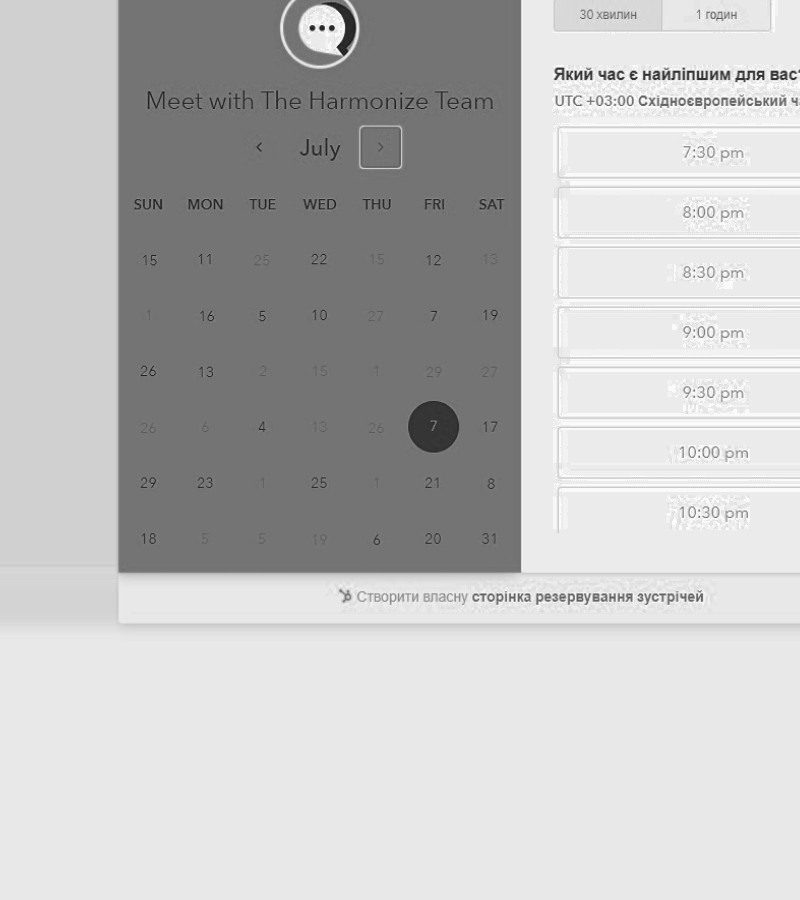 Meet with The Harmonize Team
July
SUN MON TUE WED THU FRI SAT
15 11 25 22 15 12 13
1 16 5 10 27 7 19
26 13 2 15 1 29 27
26 6 4 13 26 7 17
29 23 1 25 1 21 8
18 5 5 19 6 20 31
30 хвилин 1 годин
Який час є найліпшим для вас?
UTC +03:00 Східноєвропейський
7:30 pm
8:00 pm
8:30 pm
9:00 pm
9:30 pm
10:00 pm
10:30 pm
Створити власну сторінка резервування зустрічей